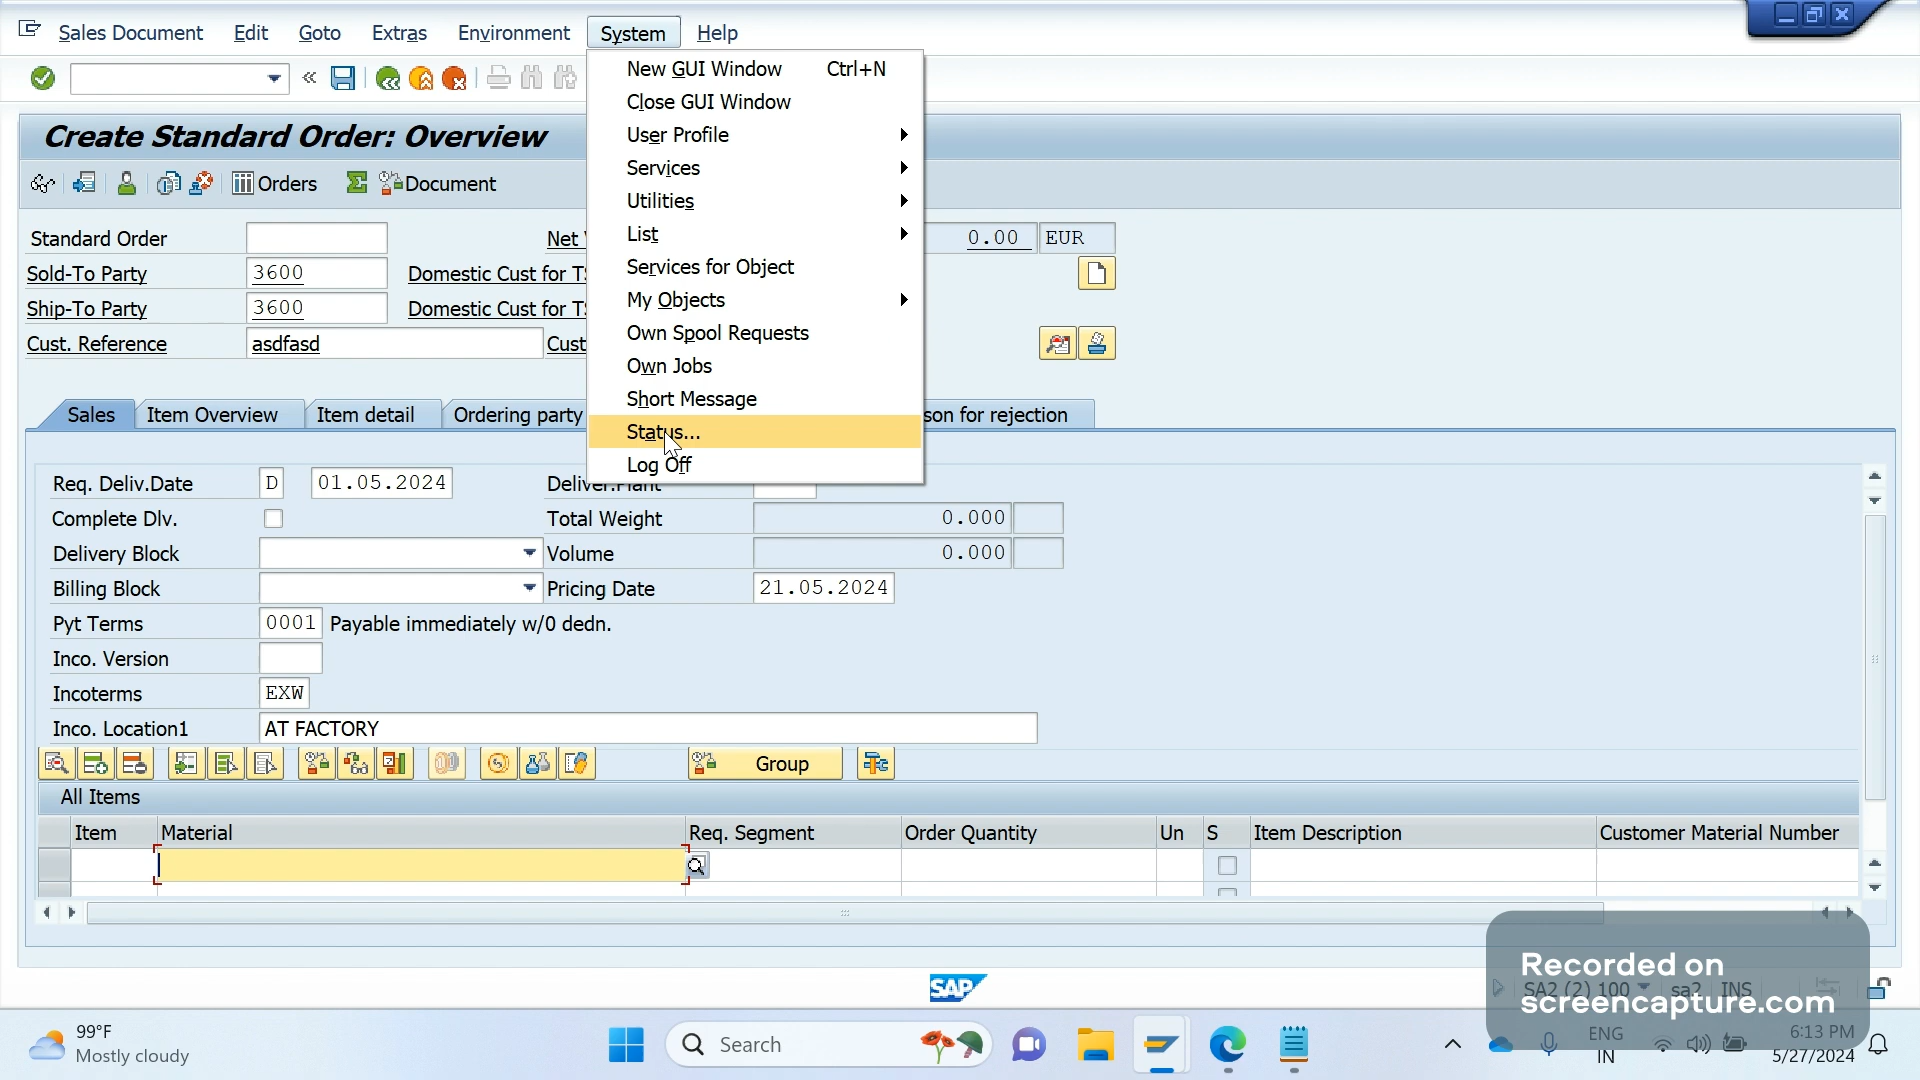 Sales Document Edit Goto Extras Environment System Help
New GUI Window Ctrl+N
Close GUI Window
User Profile
Services
Utilities
List
Services for Object
My Objects
Own Spool Requests
Own Jobs
Short Message
Status...
Log Off
Create Standard Order: Overview
Orders Document
Standard Order Net 0.00 EUR
Sold-To Party 3600 Domestic Cust for
Ship-To Party 3600 Domestic Cust for
Cust. Reference asdfasd Cust
Sales Item Overview Item detail Ordering party son for rejection
Req. Deliv.Date D 01.05.2024 Deliver.Plant
Complete Dlv. Total Weight 0.000
Delivery Block Volume 0.000
Billing Block Pricing Date 21.05.2024
Pyt Terms 0001 Payable immediately w/0 dedn.
Inco. Version
Incoterms EXW
Inco. Location1 AT FACTORY
Group
All Items
Item Material Req. Segment Order Quantity Un S Item Description Customer Material Number
SAP
SA2 (2) 100 sa2 INS
Recorded on
screencapture.com
99°F
Mostly cloudy
Search
ENG
IN
6:13 PM
5/27/2024